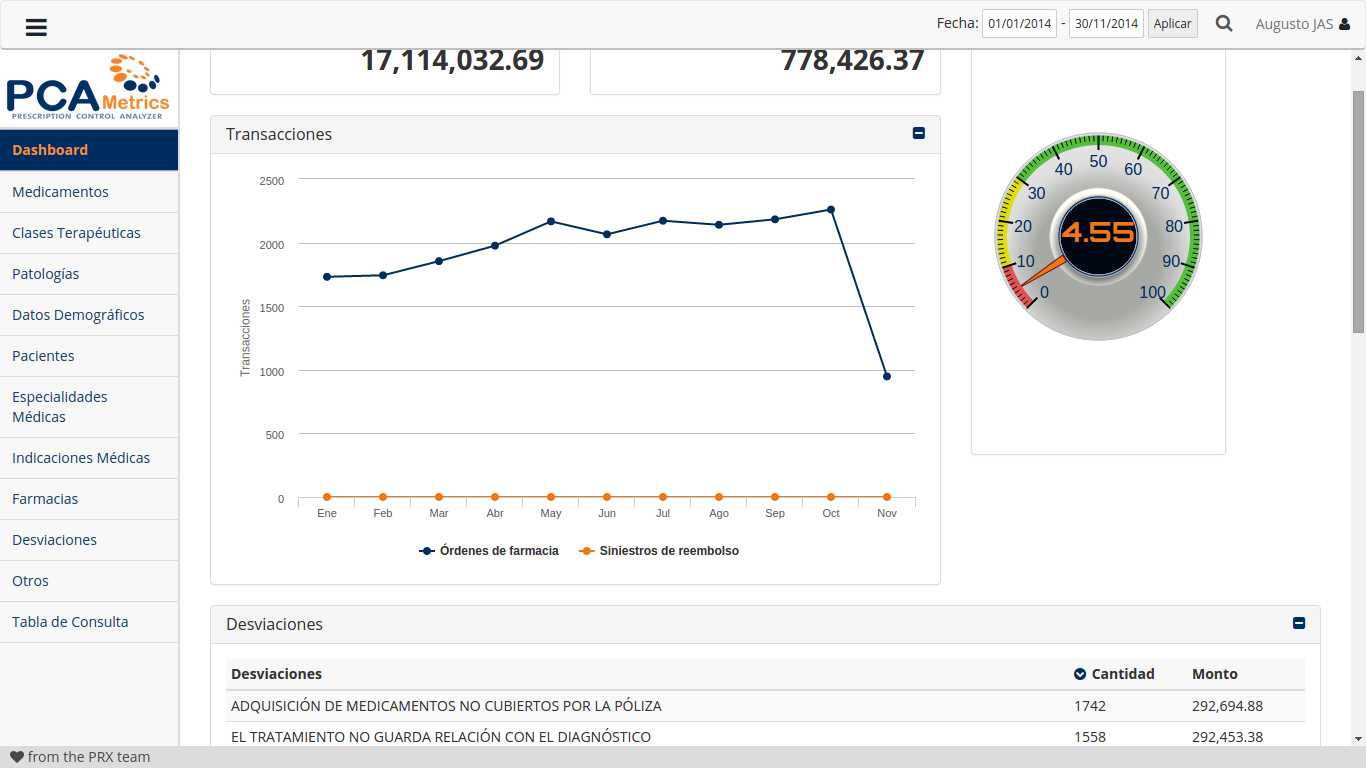 Fecha: 01/01/2014 - 30/11/2014 Aplicar Augusto JAS
PCA Metrics
PRESCRIPTION CONTROL ANALYZER
Dashboard
Medicamentos
Clases Terapéuticas
Patologías
Datos Demográficos
Pacientes
Especialidades
Médicas
Indicaciones Médicas
Farmacias
Desviaciones
Otros
Tabla de Consulta
17,114,032.69
778,426.37
Transacciones
2500
2000
1500
1000
500
0
Transacciones
Ene Feb Mar Abr May Jun Jul Ago Sep Oct Nov
Órdenes de farmacia Siniestros de reembolso
0 10 20 30 40 50 60 70 80 90 100
4.55
Desviaciones
Desviaciones Cantidad Monto
ADQUISICIÓN DE MEDICAMENTOS NO CUBIERTOS POR LA PÓLIZA 1742 292,694.88
EL TRATAMIENTO NO GUARDA RELACIÓN CON EL DIAGNÓSTICO 1558 292,453.38
from the PRX team